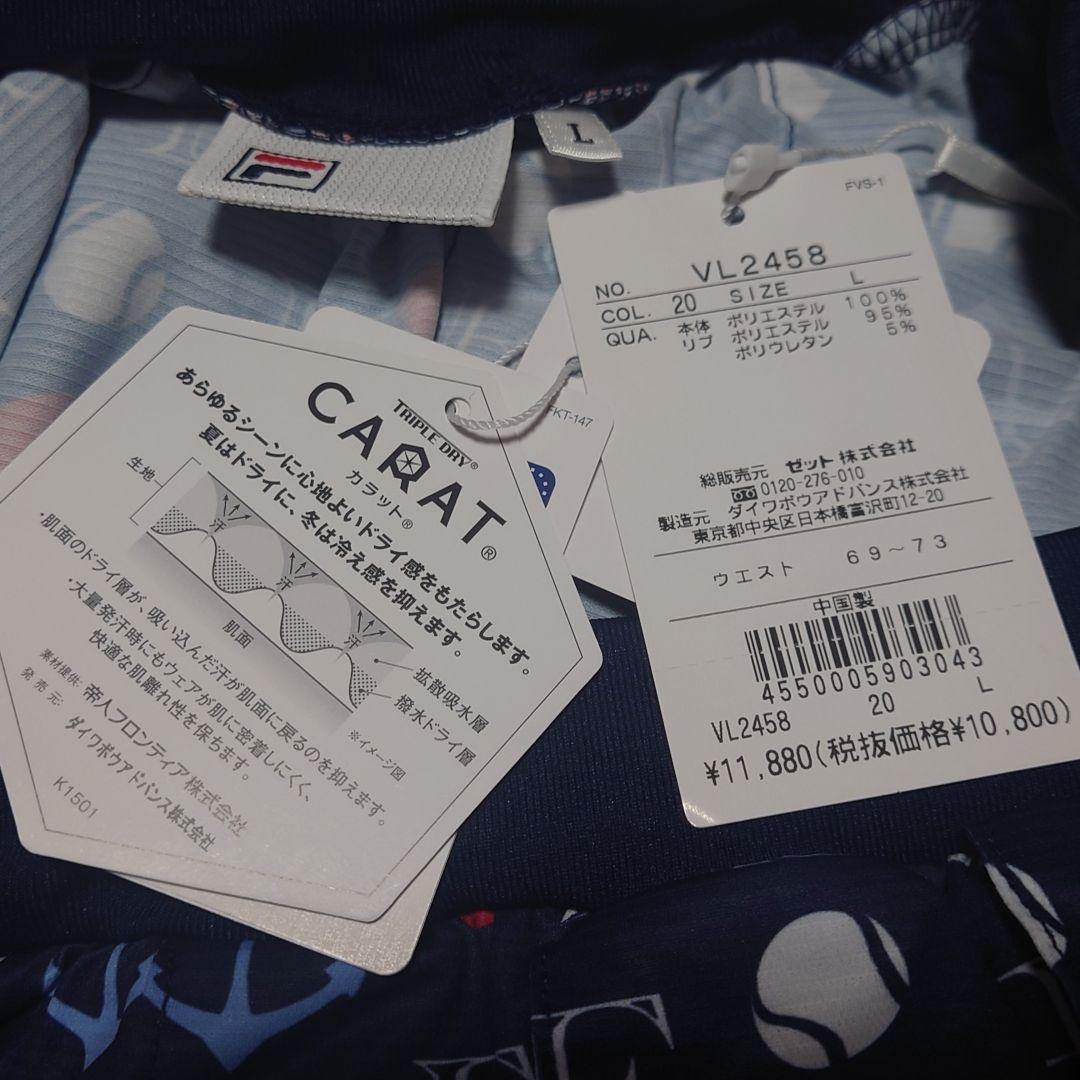 L
FVS-1
NO. VL2458
COL. 20 SIZE L
QUA. 本体 ポリエステル 100%
リブ ポリエステル 95%
ポリウレタン 5%
総販売元 ゼット株式会社
0120-276-010
製造元 ダイワボウアドバンス株式会社
東京都中央区日本橋富沢町12-20
ウエスト 69～73
中国製
4550005903043
VL2458 20 L
¥11,880(税抜価格¥10,800)
FKT-147
TRIPLE DRY®
CARAT®
カラット®
あらゆるシーンに心地よいドライ感をもたらします。
夏はドライに、冬は冷え感を抑えます。
生地
汗
汗
汗
肌面
拡散吸水層
撥水ドライ層
※イメージ図
・肌面のドライ層が、吸い込んだ汗が肌面に戻るのを抑えます。
・大量発汗時にもウェアが肌に密着しにくく、
快適な肌離れ性を保ちます。
素材提供: 帝人フロンティア株式会社
発売元: ダイワボウアドバンス株式会社
K1501